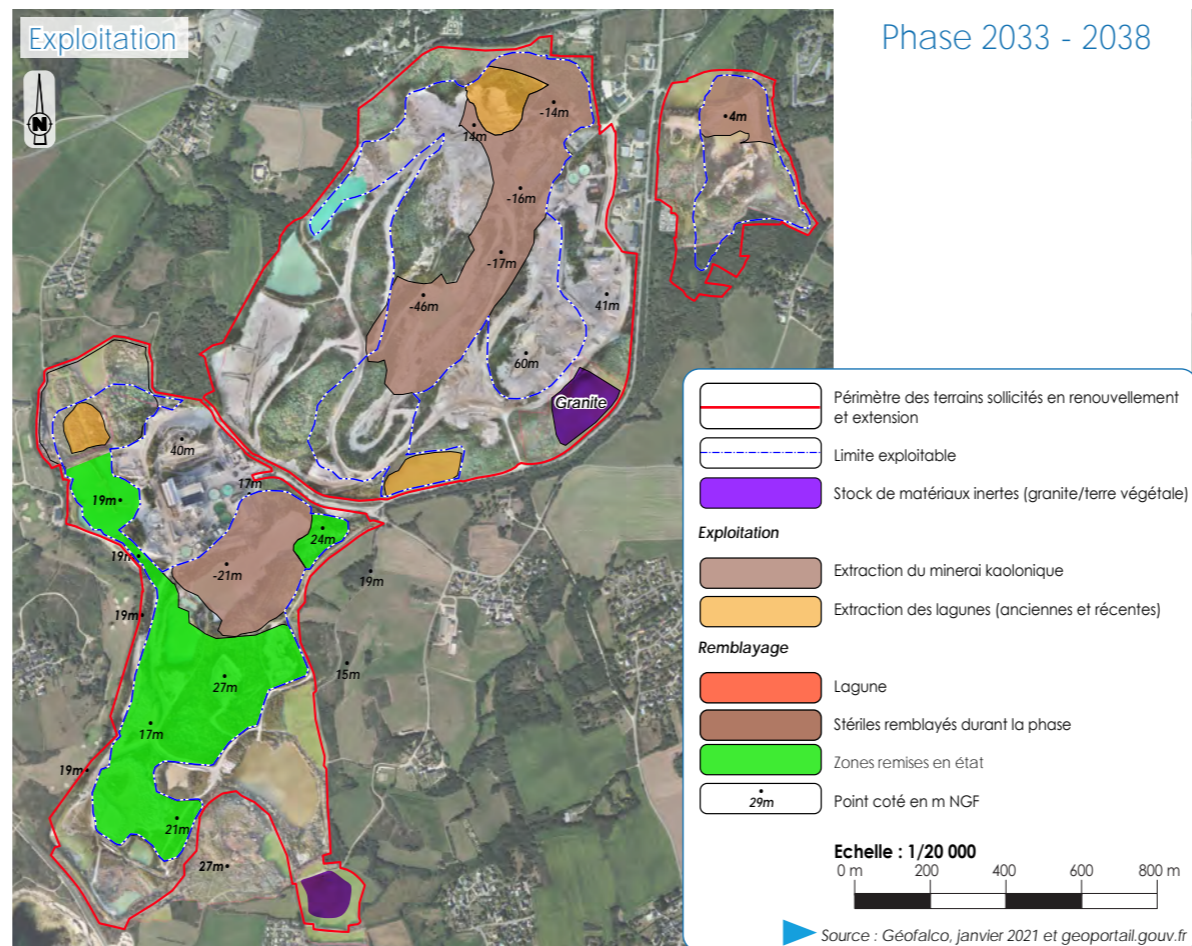 Exploitation
Phase 2033 - 2038
N
-14m
14m
4m
-16m
-17m
-46m
41m
60m
Granite
40m
17m
19m
24m
19m
-21m
19m
19m
15m
27m
17m
19m
21m
27m
Périmètre des terrains sollicités en renouvellement
et extension
Limite exploitable
Stock de matériaux inertes (granite/terre végétale)
Exploitation
Extraction du minerai kaolonique
Extraction des lagunes (anciennes et récentes)
Remblayage
Lagune
Stériles remblayés durant la phase
Zones remises en état
29m
Point coté en m NGF
Echelle : 1/20 000
0 m 200 400 600 800 m
Source : Géofalco, janvier 2021 et geoportail.gouv.fr